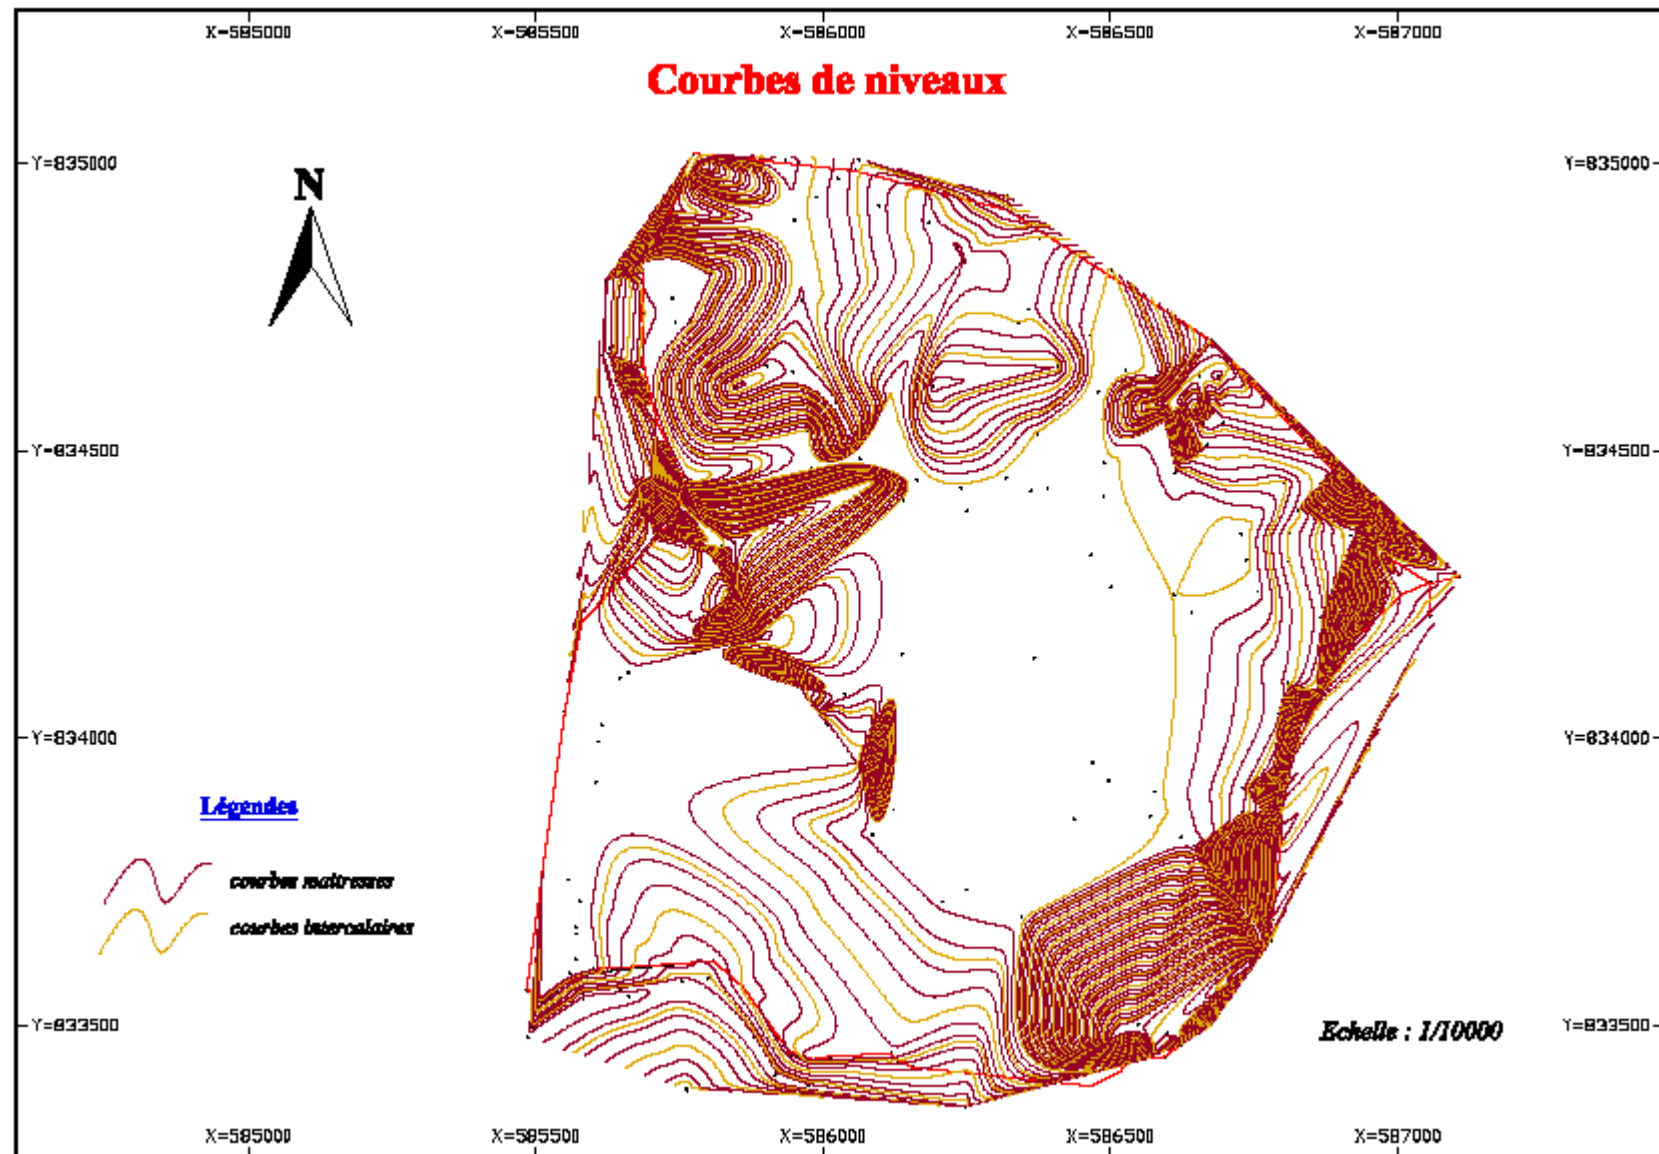 X=585000 X=585500 X=586000 X=586500 X=587000
Courbes de niveaux
Y=835000 Y=835000
N
Y=834500 Y=834500
Y=834000 Y=834000
Légendes
courbes maitresses
courbes intercalaires
Y=833500 Y=833500
Echelle : 1/10000
X=585000 X=585500 X=586000 X=586500 X=587000